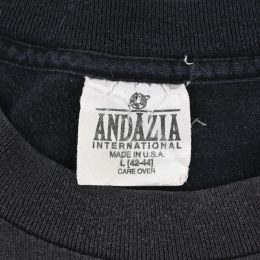 ANDAZIA
INTERNATIONAL
MADE IN U.S.A.
L [42-44]
CARE OVER